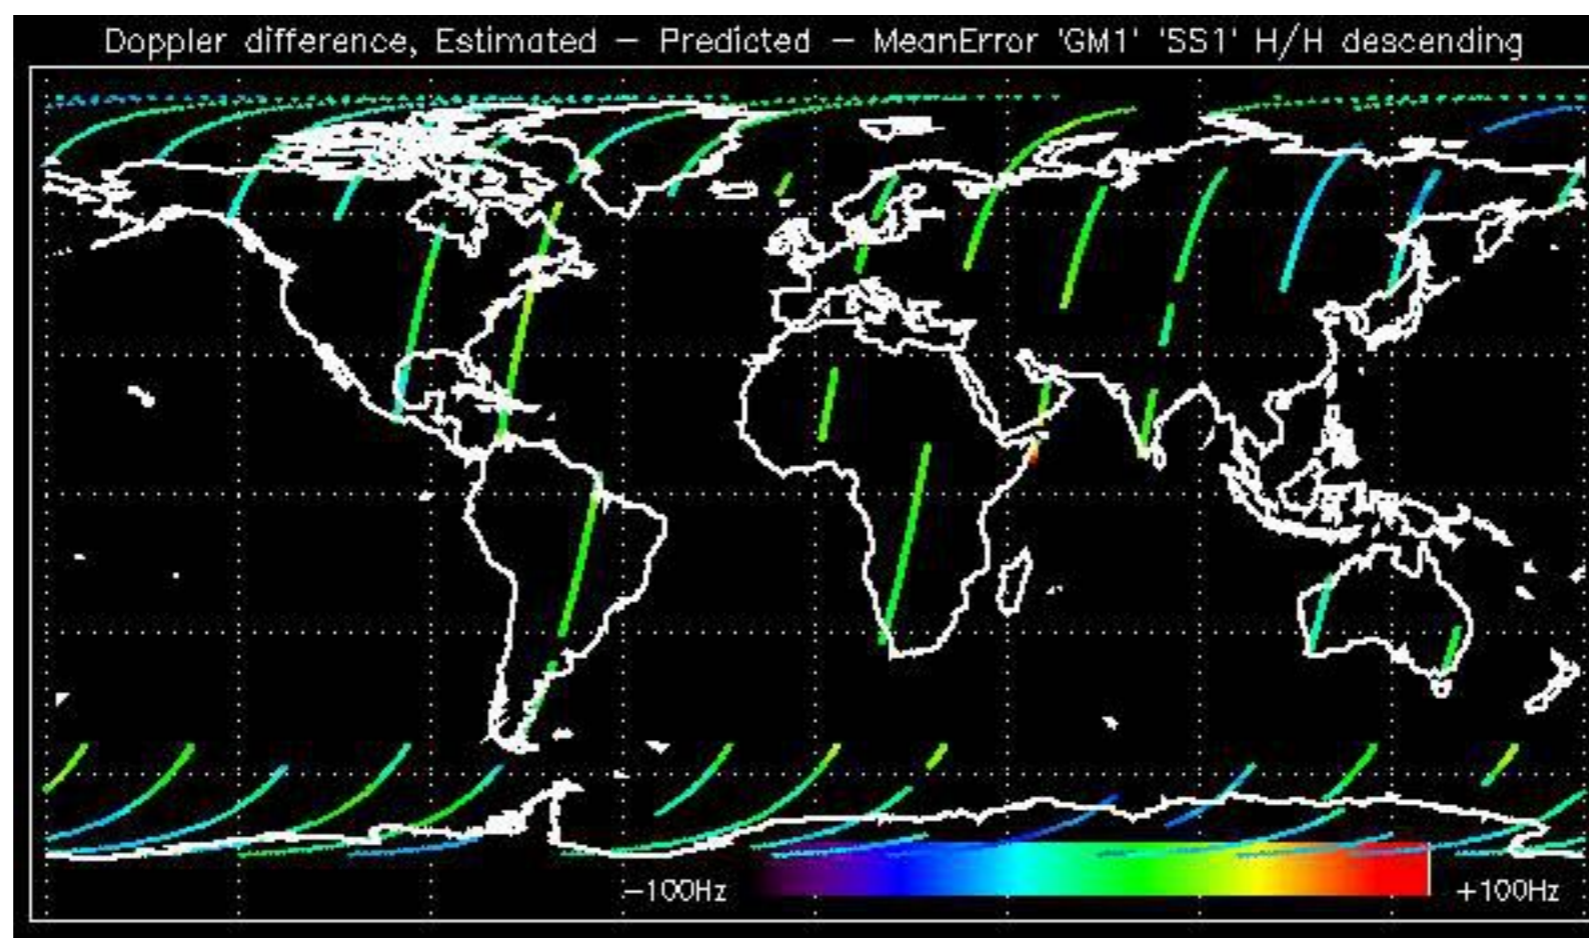 Doppler difference, Estimated – Predicted – MeanError 'GM1' 'SS1' H/H descending
–100Hz +100Hz